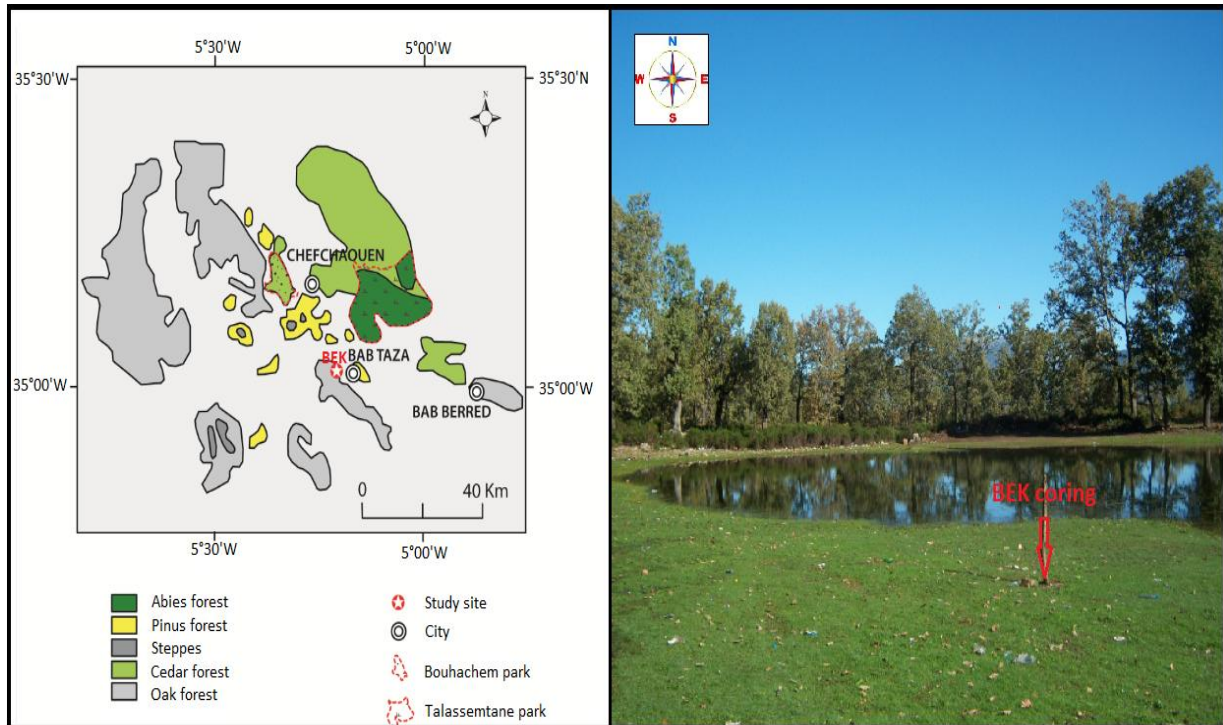 5°30'W
5°00'W
35°30'N
35°30'N
N
CHEFCHAOUEN
BEK
BAB TAZA
35°00'N
35°00'N
BAB BERRED
0
40 Km
5°30'W
5°00'W
Abies forest
Pinus forest
Steppes
Cedar forest
Oak forest
Study site
City
Bouhachem park
Talassemtane park
N
W
E
S
BEK coring